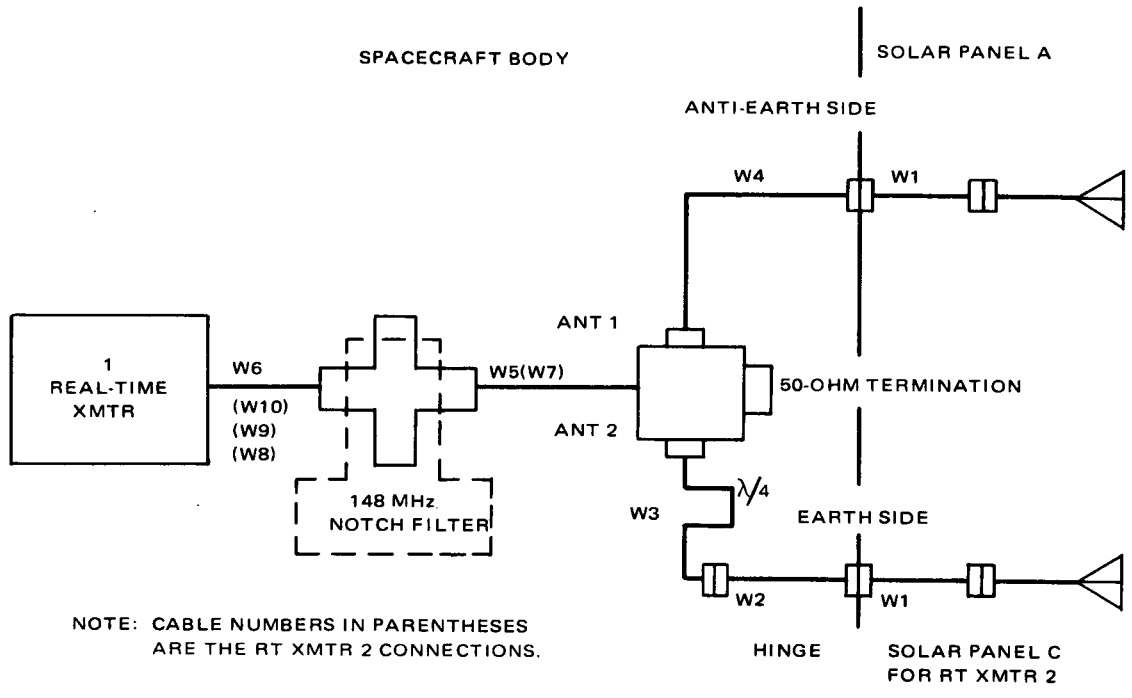 SPACECRAFT BODY
SOLAR PANEL A
ANTI-EARTH SIDE
W4
W1
ANT 1
1
REAL-TIME
XMTR
W6
(W10)
(W9)
(W8)
W5(W7)
50-OHM TERMINATION
ANT 2
λ/4
148 MHz
NOTCH FILTER
W3
EARTH SIDE
W2
W1
NOTE: CABLE NUMBERS IN PARENTHESES
ARE THE RT XMTR 2 CONNECTIONS.
HINGE
SOLAR PANEL C
FOR RT XMTR 2